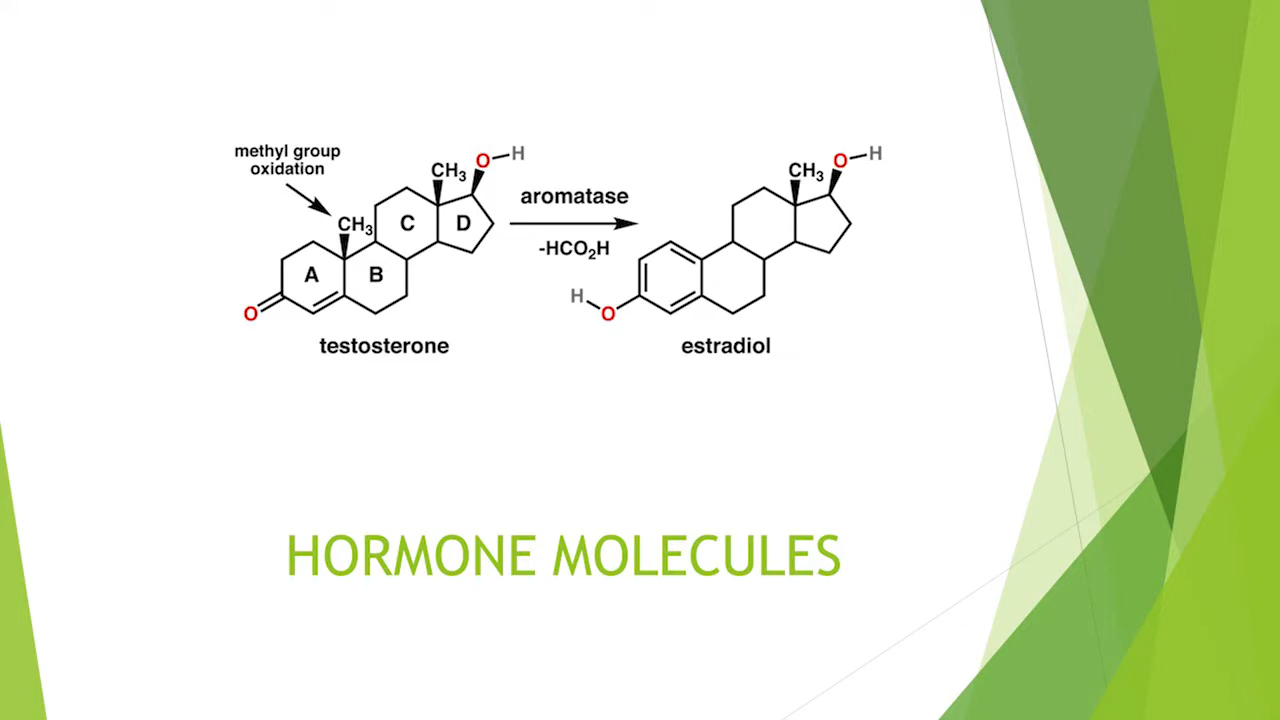 methyl group
oxidation
CH₃
O
H
CH₃
C
D
A
B
O
testosterone
aromatase
-HCO₂H
CH₃
O
H
H
O
estradiol
HORMONE MOLECULES